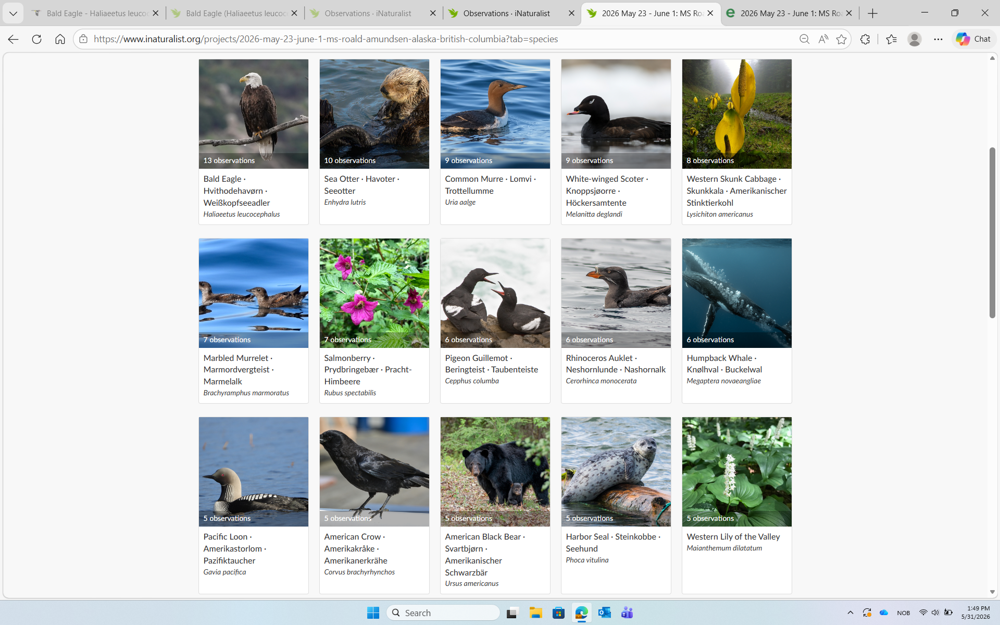 Bald Eagle - Haliaeetus leucoc
Bald Eagle (Haliaeetus leucoc
Observations · iNaturalist
Observations · iNaturalist
2026 May 23 - June 1: MS Roa
2026 May 23 - June 1: MS Roa
https://www.inaturalist.org/projects/2026-may-23-june-1-ms-roald-amundsen-alaska-british-columbia?tab=species
Chat
13 observations
10 observations
9 observations
9 observations
8 observations
Bald Eagle ·
Hvithodehavørn ·
Weißkopfseeadler
Haliaeetus leucocephalus
Sea Otter · Havoter ·
Seeotter
Enhydra lutris
Common Murre · Lomvi ·
Trottellumme
Uria aalge
White-winged Scoter ·
Knoppsjøorre ·
Höckersamtente
Melanitta deglandi
Western Skunk Cabbage ·
Skunkkala · Amerikanischer
Stinktierkohl
Lysichiton americanus
7 observations
7 observations
6 observations
6 observations
6 observations
Marbled Murrelet ·
Marmordvergteist ·
Marmelalk
Brachyramphus marmoratus
Salmonberry ·
Prydbringebær · Pracht-
Himbeere
Rubus spectabilis
Pigeon Guillemot ·
Beringteist · Taubenteiste
Cepphus columba
Rhinoceros Auklet ·
Neshornlunde · Nashornalk
Cerorhinca monocerata
Humpback Whale ·
Knølhval · Buckelwal
Megaptera novaeangliae
5 observations
5 observations
5 observations
5 observations
5 observations
Pacific Loon ·
Amerikastorlom ·
Pazifiktaucher
Gavia pacifica
American Crow ·
Amerikakråke ·
Amerikanerkrähe
Corvus brachyrhynchos
American Black Bear ·
Svartbjørn ·
Amerikanischer
Schwarzbär
Ursus americanus
Harbor Seal · Steinkobbe ·
Seehund
Phoca vitulina
Western Lily of the Valley
Maianthemum dilatatum
Search
NOB
1:49 PM
5/31/2026